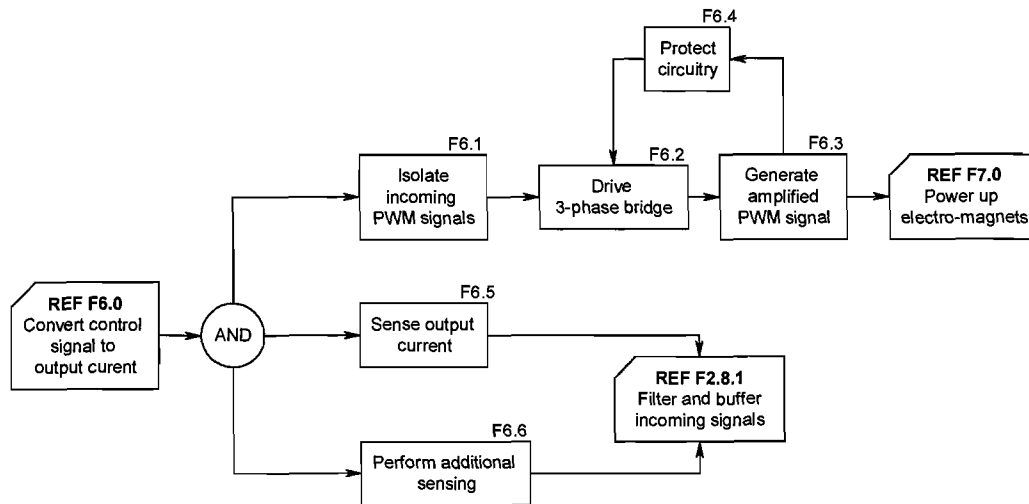 F6.4
Protect
circuitry
F6.1
Isolate
incoming
PWM signals
F6.2
Drive
3-phase bridge
F6.3
Generate
amplified
PWM signal
REF F7.0
Power up
electro-magnets
REF F6.0
Convert control
signal to
output curent
AND
F6.5
Sense output
current
REF F2.8.1
Filter and buffer
incoming signals
F6.6
Perform additional
sensing